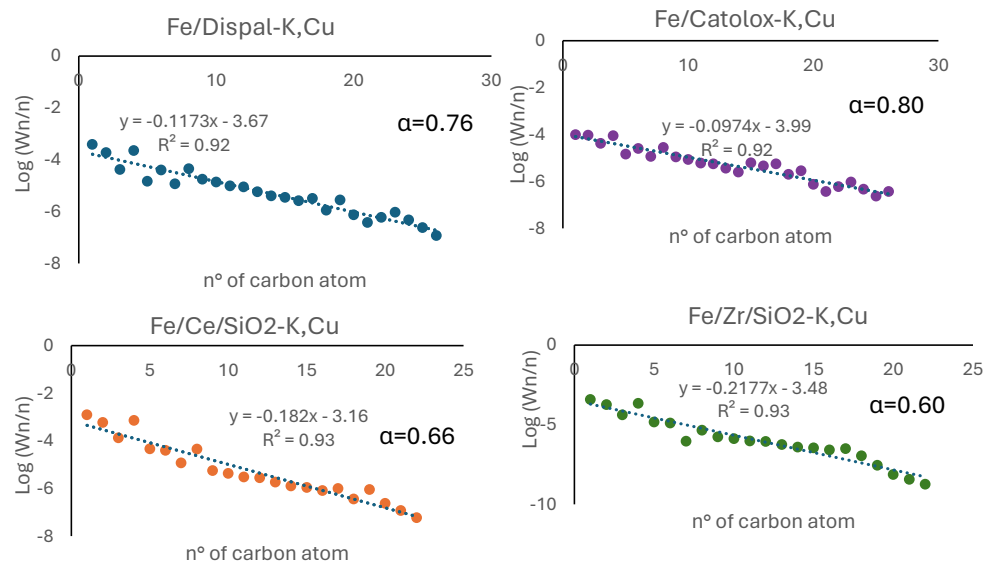 Fe/Dispal-K,Cu
0
0
10
20
30
-2
-4
-6
-8
Log (Wn/n)
α=0.76
y = -0.1173x - 3.67
R² = 0.92
n° of carbon atom
Fe/Catolox-K,Cu
0
0
10
20
30
-2
-4
-6
-8
Log (Wn/n)
α=0.80
y = -0.0974x - 3.99
R² = 0.92
n° of carbon atom
Fe/Ce/SiO2-K,Cu
0
0
5
10
15
20
25
-2
-4
-6
-8
Log (Wn/n)
y = -0.182x - 3.16
R² = 0.93
α=0.66
n° of carbon atom
Fe/Zr/SiO2-K,Cu
0
0
5
10
15
20
25
-5
-10
Log (Wn/n)
y = -0.2177x - 3.48
R² = 0.93
α=0.60
n° of carbon atom